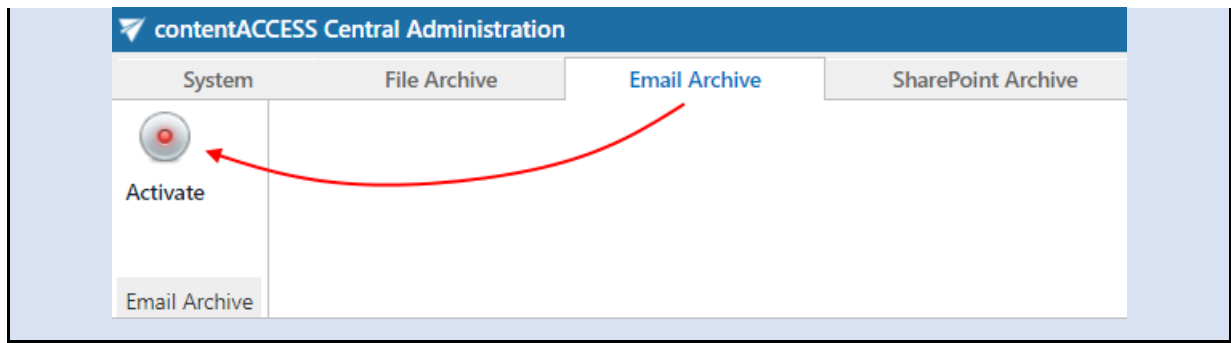 contentACCESS Central Administration
System File Archive Email Archive SharePoint Archive
Activate
Email Archive